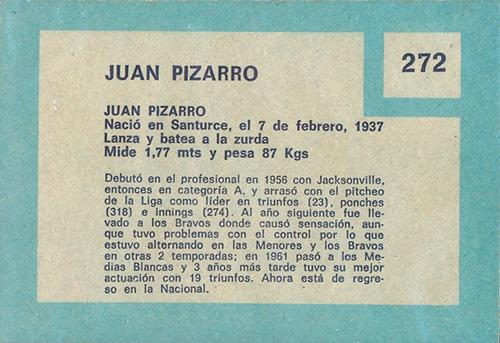 272
JUAN PIZARRO
JUAN PIZARRO
Nació en Santurce, el 7 de febrero, 1937
Lanza y batea a la zurda
Mide 1,77 mts y pesa 87 Kgs
Debutó en el profesional en 1956 con Jacksonville,
entonces en categoría A, y arrasó con el pitcheo
de la Liga como líder en triunfos (23), ponches
(318) e innings (274). Al año siguiente fue lle-
vado a los Bravos donde causó sensación, aun-
que tuvo problemas con el control por lo que
estuvo alternando en las Menores y los Bravos
en otras 2 temporadas; en 1961 pasó a los Me-
dias Blancas y 3 años más tarde tuvo su mejor
actuación con 19 triunfos. Ahora está de regre-
so en la Nacional.